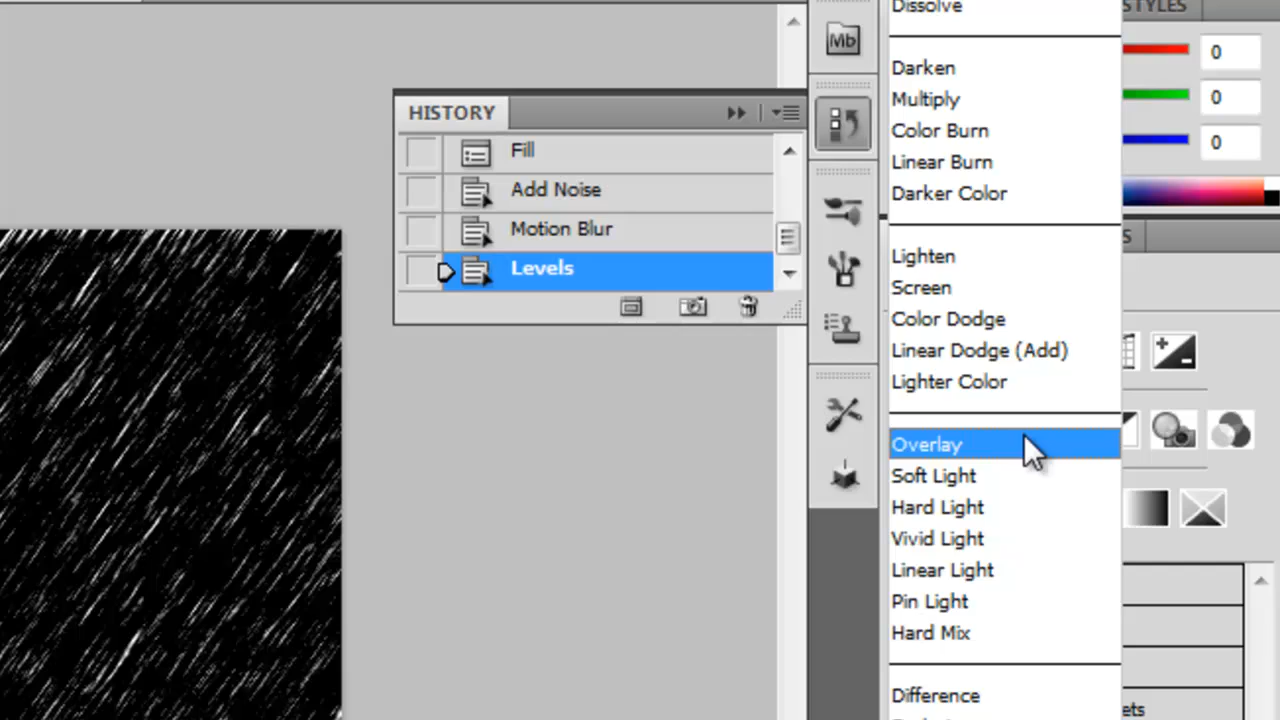 HISTORY
Fill
Add Noise
Motion Blur
Levels
Mb
Dissolve
Darken
Multiply
Color Burn
Linear Burn
Darker Color
Lighten
Screen
Color Dodge
Linear Dodge (Add)
Lighter Color
Overlay
Soft Light
Hard Light
Vivid Light
Linear Light
Pin Light
Hard Mix
Difference
STYLES
0
0
0
S
ets